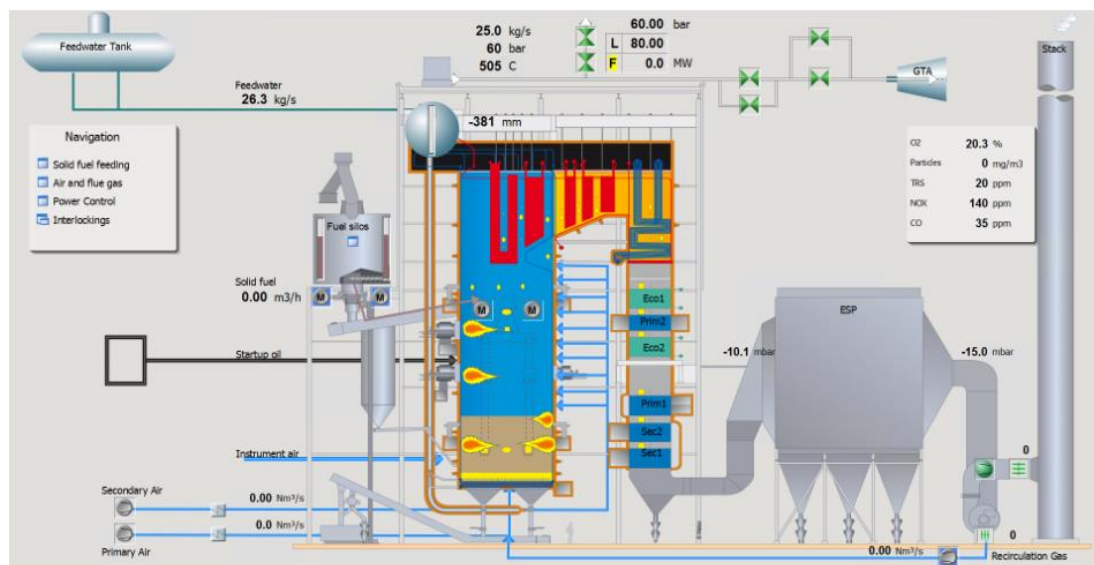 Feedwater Tank
25.0 kg/s
60 bar
505 C
60.00 bar
L 80.00
F 0.0 MW
GTA
Stack
Feedwater
26.3 kg/s
-381 mm
Navigation
Solid fuel feeding
Air and flue gas
Power Control
Interlockings
O2 20.3 %
Particles 0 mg/m3
TRS 20 ppm
NOX 140 ppm
CO 35 ppm
Fuel silos
Solid fuel
0.00 m3/h
M M
M M
Eco1
Prim2
Eco2
Prim1
Sec2
Sec1
ESP
-10.1 mbar
-15.0 mbar
Startup oil
Instrument air
Secondary Air
0.00 Nm³/s
0.0 Nm³/s
Primary Air
0
0
0.00 Nm³/s
Recirculation Gas